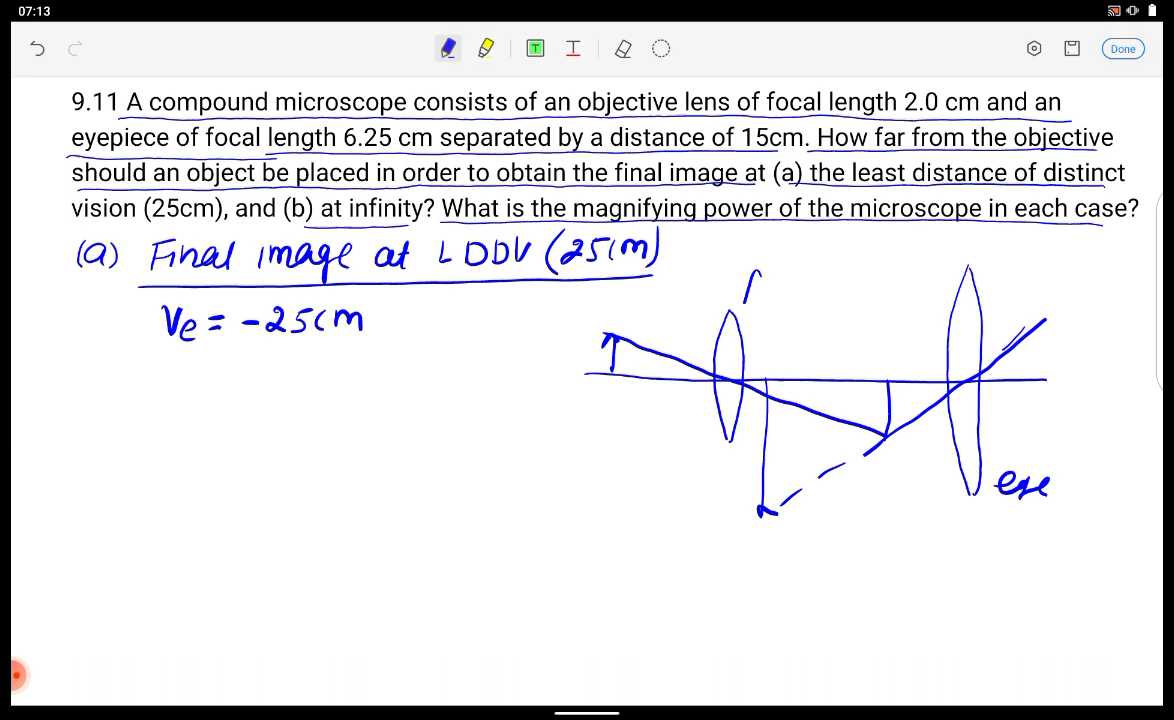 07:13
Done
9.11 A compound microscope consists of an objective lens of focal length 2.0 cm and an
eyepiece of focal length 6.25 cm separated by a distance of 15cm. How far from the objective
should an object be placed in order to obtain the final image at (a) the least distance of distinct
vision (25cm), and (b) at infinity? What is the magnifying power of the microscope in each case?
(a) Final image at LDDV (25cm)
Ve = -25cm
eye